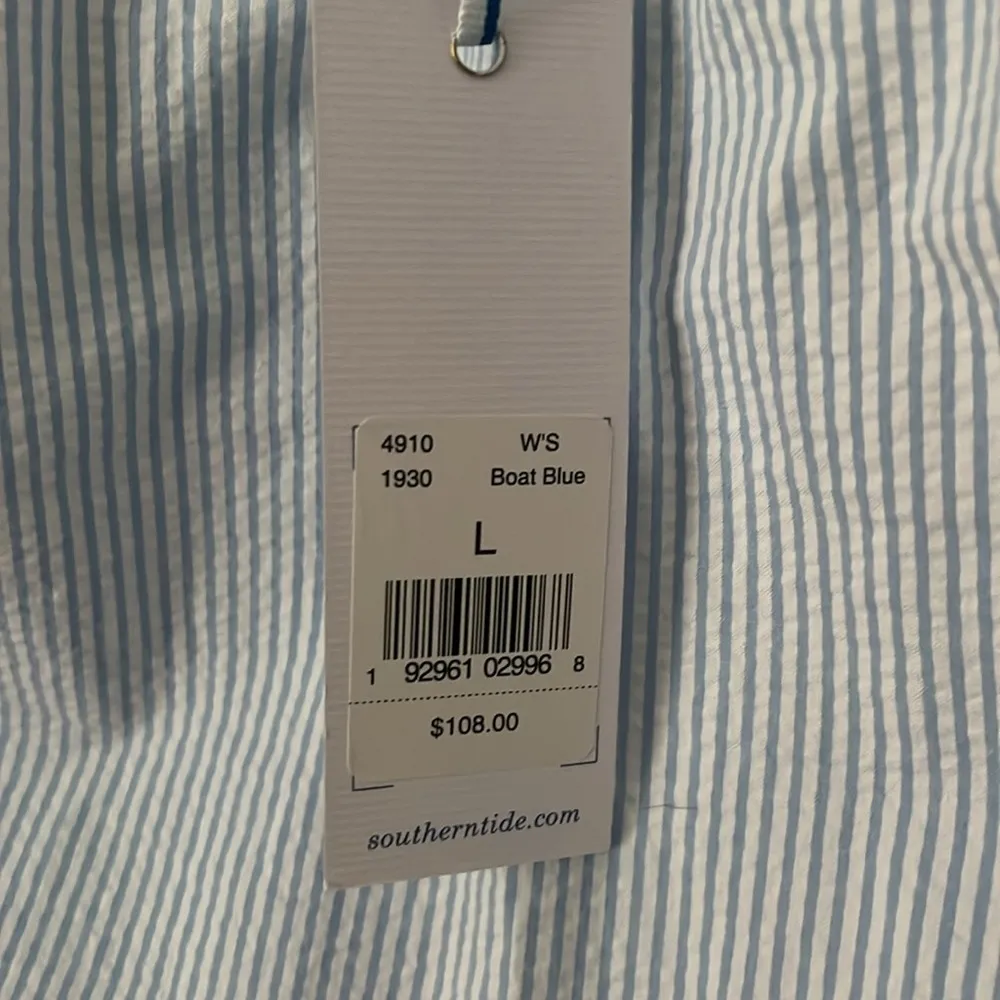 4910 W'S
1930 Boat Blue
L
1 92961 02996 8
$108.00
southerntide.com